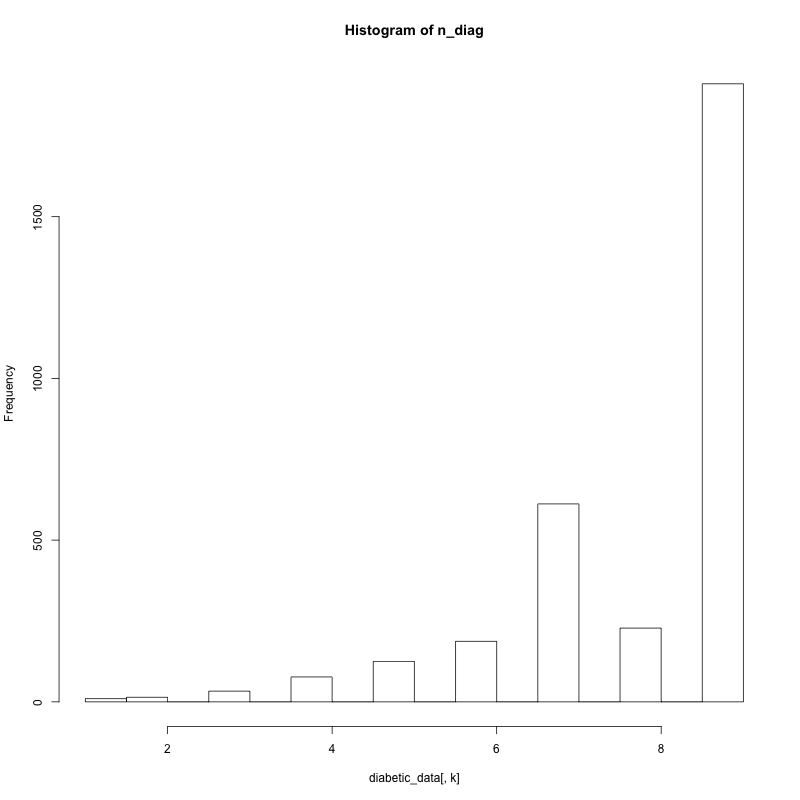 Histogram of n_diag
Frequency
1500
1000
500
0
2 4 6 8
diabetic_data[, k]